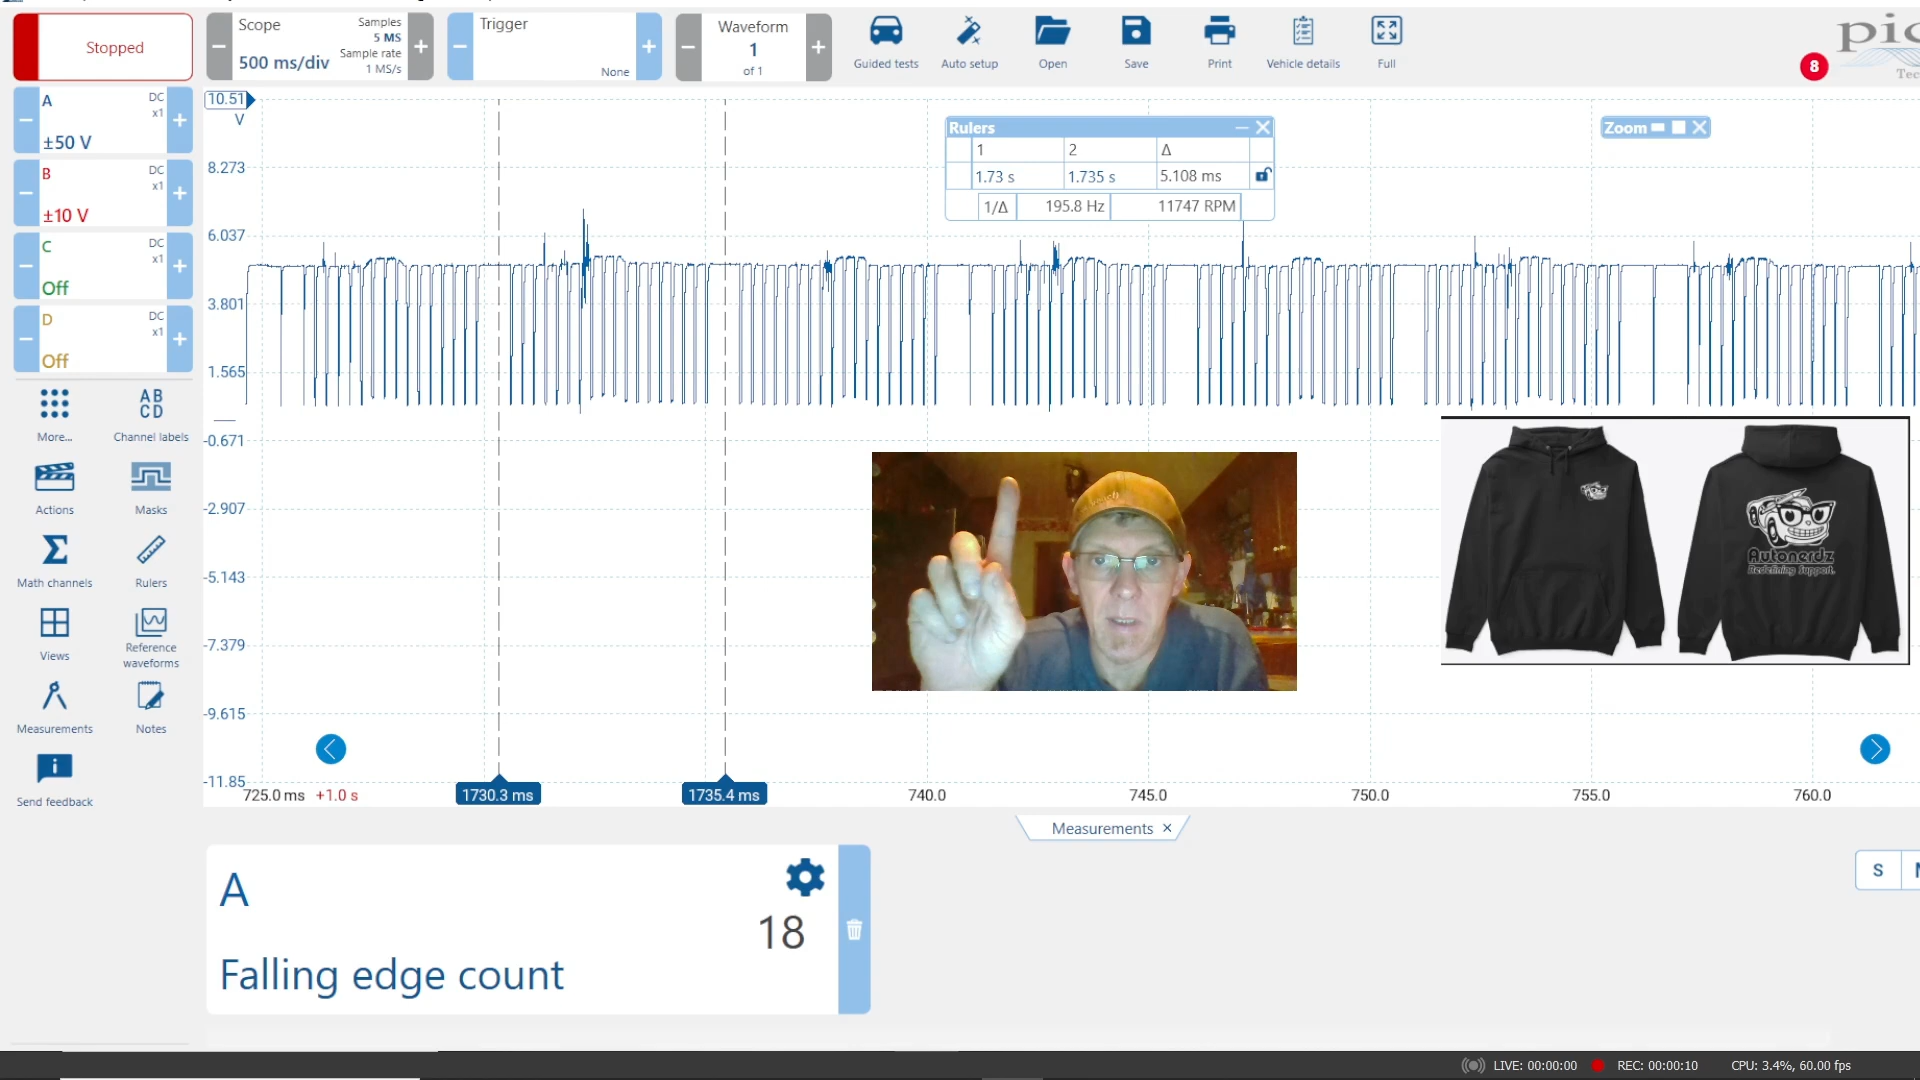 Stopped
Scope
Samples
5 MS
Sample rate
500 ms/div
1 MS/s
Trigger
None
Waveform
1
of 1
Guided tests
Auto setup
Open
Save
Print
Vehicle details
Full
8
Tec
A
DC
x1
±50 V
B
DC
x1
±10 V
C
DC
x1
Off
D
DC
x1
Off
More...
AB
CD
Channel labels
Actions
Masks
Math channels
Rulers
Views
Reference
waveforms
Measurements
Notes
Send feedback
10.51
V
8.273
6.037
3.801
1.565
-0.671
-2.907
-5.143
-7.379
-9.615
-11.85
Rulers
1 2 Δ
1.73 s 1.735 s 5.108 ms
1/Δ 195.8 Hz 11747 RPM
Zoom
Autonerdz
Redefining Support.
725.0 ms +1.0 s 1730.3 ms 1735.4 ms 740.0 745.0 750.0 755.0 760.0
Measurements ×
A
18
Falling edge count
S
LIVE: 00:00:00 REC: 00:00:10 CPU: 3.4%, 60.00 fps